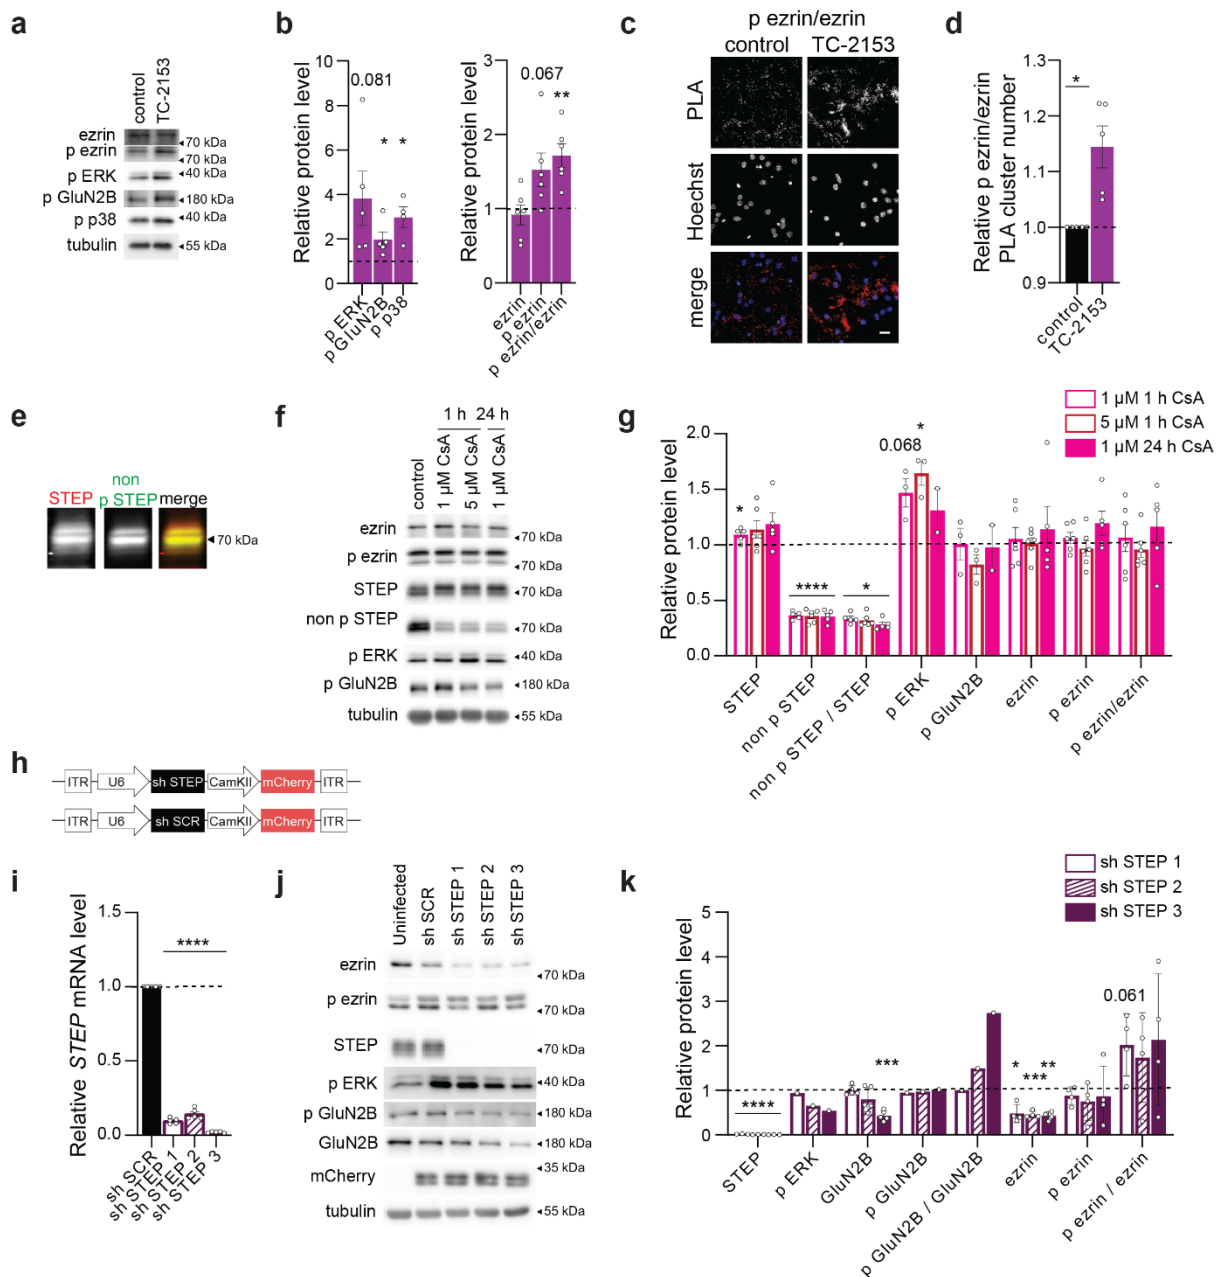 a
control
TC-2153
ezrin
70 kDa
p ezrin
70 kDa
p ERK
40 kDa
p GluN2B
180 kDa
p p38
40 kDa
tubulin
55 kDa
b
Relative protein level
10
8
6
4
2
0
0.081
*
*
p ERK
p GluN2B
p p38
Relative protein level
3
2
1
0
0.067
**
ezrin
p ezrin
p ezrin/ezrin
c
p ezrin/ezrin
control TC-2153
PLA
Hoechst
merge
d
Relative p ezrin/ezrin
PLA cluster number
1.3
1.2
1.1
1.0
0.9
*
control
TC-2153
e
STEP
non
p STEP
merge
70 kDa
f
1 h 24 h
control
1 µM CsA
5 µM CsA
1 µM CsA
ezrin
70 kDa
p ezrin
70 kDa
STEP
70 kDa
non p STEP
70 kDa
p ERK
40 kDa
p GluN2B
180 kDa
tubulin
55 kDa
g
1 µM 1 h CsA
5 µM 1 h CsA
1 µM 24 h CsA
Relative protein level
2.0
1.5
1.0
0.5
0.0
*
****
*
0.068
*
STEP
non p STEP
non p STEP / STEP
p ERK
p GluN2B
ezrin
p ezrin
p ezrin/ezrin
h
ITR U6 sh STEP CamKII mCherry ITR
ITR U6 sh SCR CamKII mCherry ITR
i
Relative STEP mRNA level
1.5
1.0
0.5
0.0
****
sh SCR
sh STEP 1
sh STEP 2
sh STEP 3
j
Uninfected
sh SCR
sh STEP 1
sh STEP 2
sh STEP 3
ezrin
70 kDa
p ezrin
70 kDa
STEP
70 kDa
p ERK
40 kDa
p GluN2B
180 kDa
GluN2B
180 kDa
mCherry
35 kDa
tubulin
55 kDa
k
sh STEP 1
sh STEP 2
sh STEP 3
Relative protein level
5
4
3
2
1
0
****
***
*
***
**
0.061
STEP
p ERK
GluN2B
p GluN2B
p GluN2B / GluN2B
ezrin
p ezrin
p ezrin / ezrin